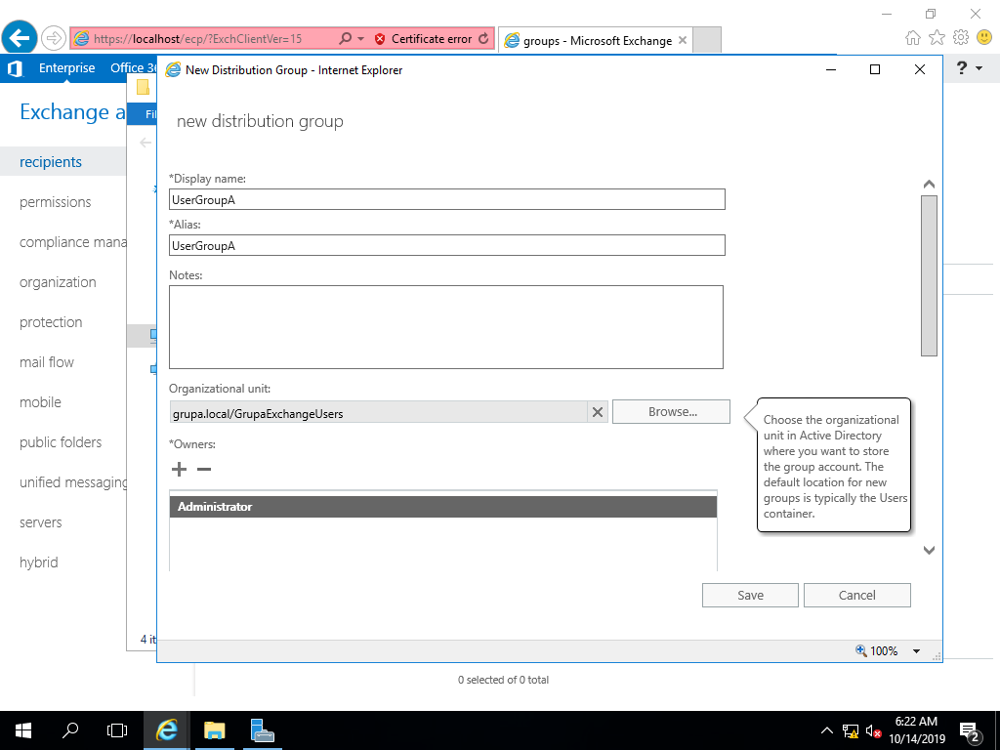 https://localhost/ecp/?ExchClientVer=15
Certificate error
groups - Microsoft Exchange
Enterprise
Office 36
?
New Distribution Group - Internet Explorer
Exchange a
Fil
new distribution group
recipients
permissions
compliance mana
organization
protection
mail flow
mobile
public folders
unified messaging
servers
hybrid
*Display name:
UserGroupA
*Alias:
UserGroupA
Notes:
Organizational unit:
grupa.local/GrupaExchangeUsers
Browse...
Choose the organizational
unit in Active Directory
where you want to store
the group account. The
default location for new
groups is typically the Users
container.
*Owners:
Administrator
Save
Cancel
4 it
100%
0 selected of 0 total
6:22 AM
10/14/2019
2